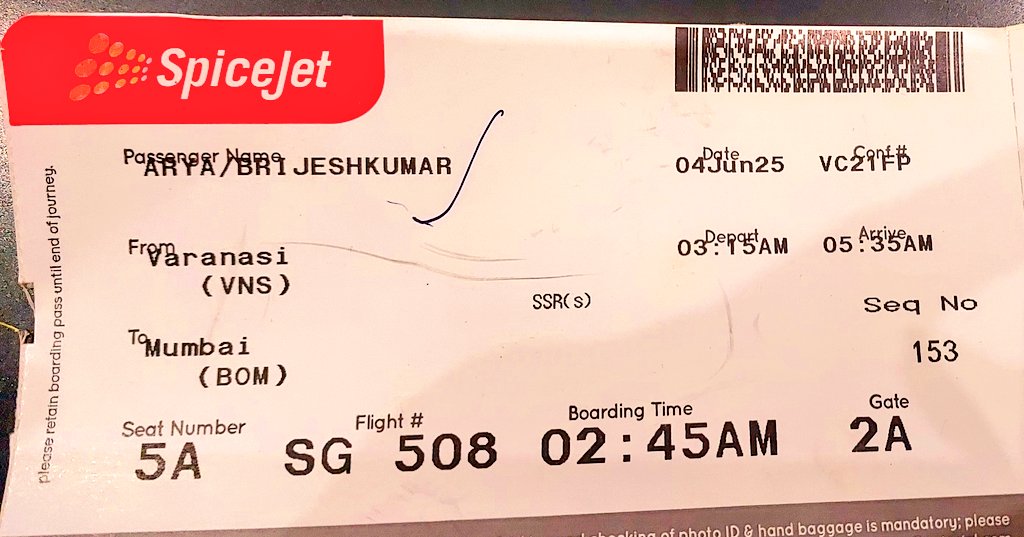 SpiceJet
Passenger Name
ARYA/BRIJESHKUMAR
Date
04Jun25
Conf.#
VC21FP
From
Varanasi
(VNS)
Depart
03:15AM
Arrive
05:35AM
SSR(s)
Seq No
153
To
Mumbai
(BOM)
Seat Number
5A
Flight #
SG 508
Boarding Time
02:45AM
Gate
2A
please retain boarding pass until end of journey.
checking of photo ID & hand baggage is mandatory; please